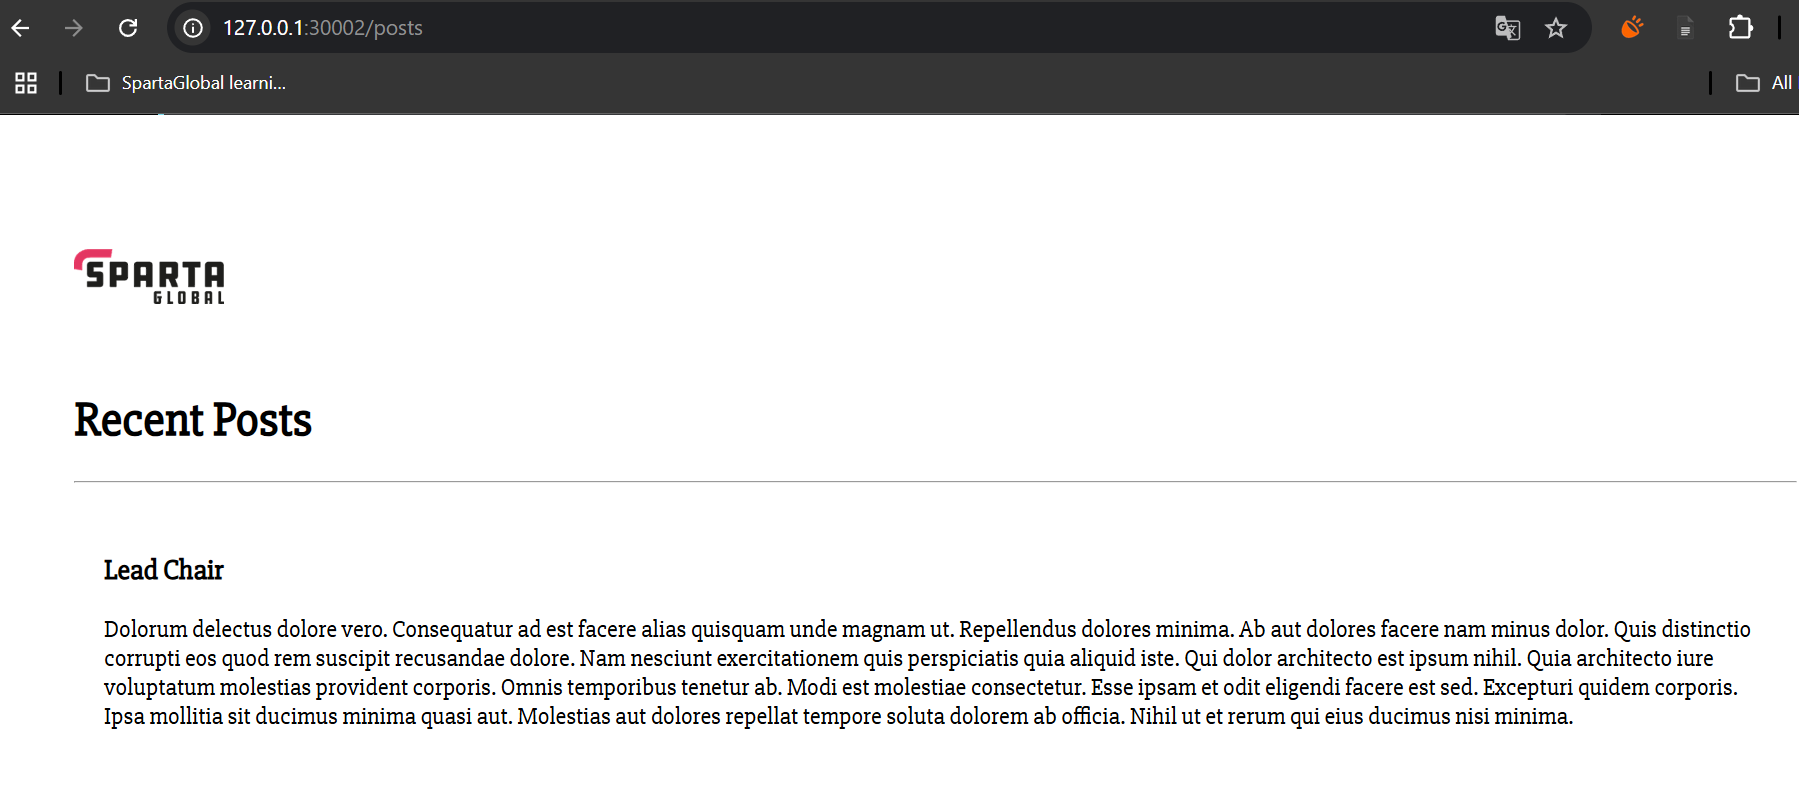 127.0.0.1:30002/posts
SpartaGlobal learni...
All
SPARTA
GLOBAL
Recent Posts
Lead Chair
Dolorum delectus dolore vero. Consequatur ad est facere alias quisquam unde magnam ut. Repellendus dolores minima. Ab aut dolores facere nam minus dolor. Quis distinctio
corrupti eos quod rem suscipit recusandae dolore. Nam nesciunt exercitationem quis perspiciatis quia aliquid iste. Qui dolor architecto est ipsum nihil. Quia architecto iure
voluptatum molestias provident corporis. Omnis temporibus tenetur ab. Modi est molestiae consectetur. Esse ipsam et odit eligendi facere est sed. Excepturi quidem corporis.
Ipsa mollitia sit ducimus minima quasi aut. Molestias aut dolores repellat tempore soluta dolorem ab officia. Nihil ut et rerum qui eius ducimus nisi minima.